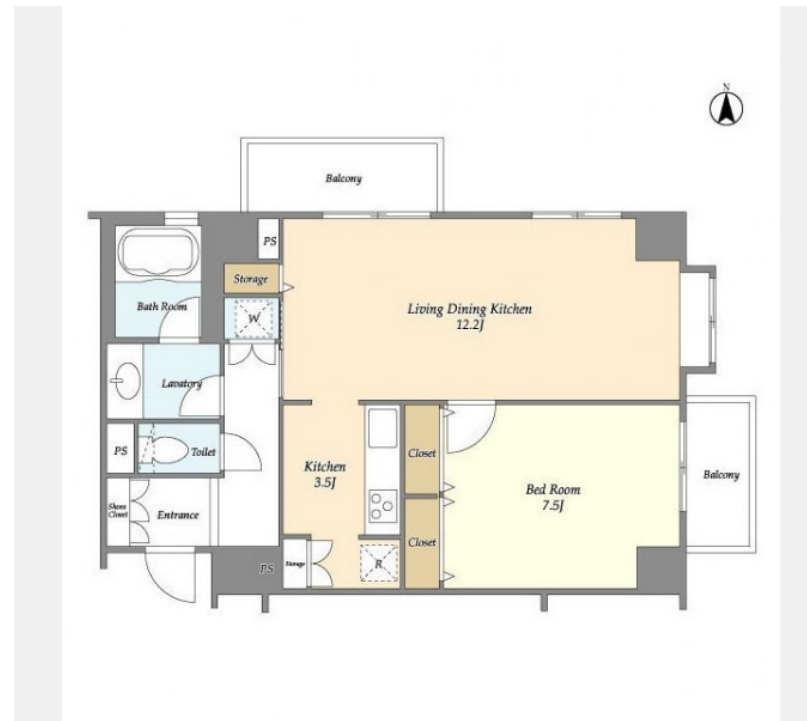 N
Balcony
PS
Storage
Bath Room
W
Living Dining Kitchen
12.2J
Lavatory
PS
Toilet
Kitchen
3.5J
Closet
Bed Room
7.5J
Balcony
Shoes
Closet
Entrance
Closet
PS
Storage
R